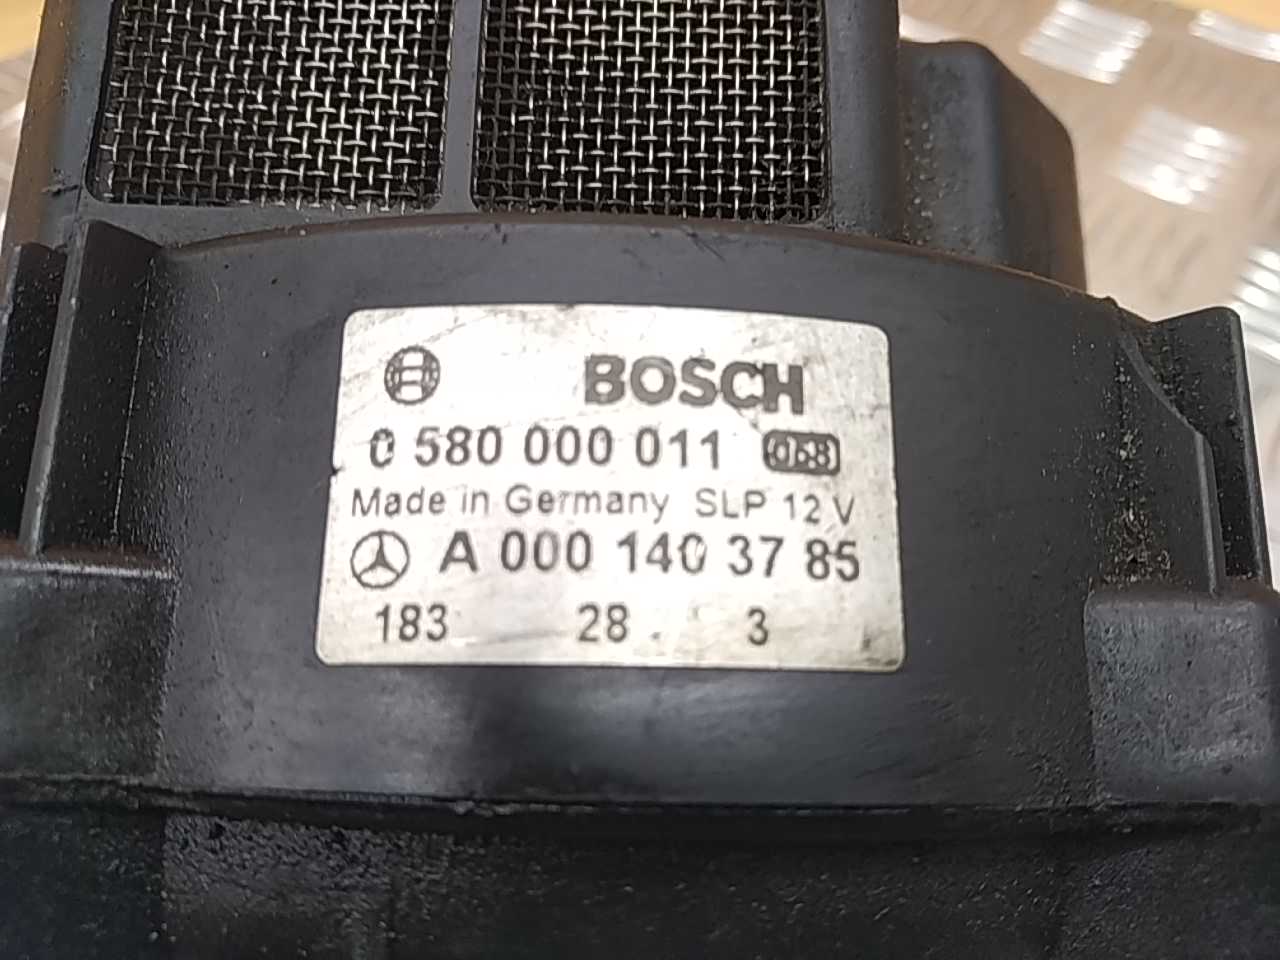 BOSCH
0 580 000 011
Made in Germany SLP 12 V
A 000 140 37 85
183 28 3